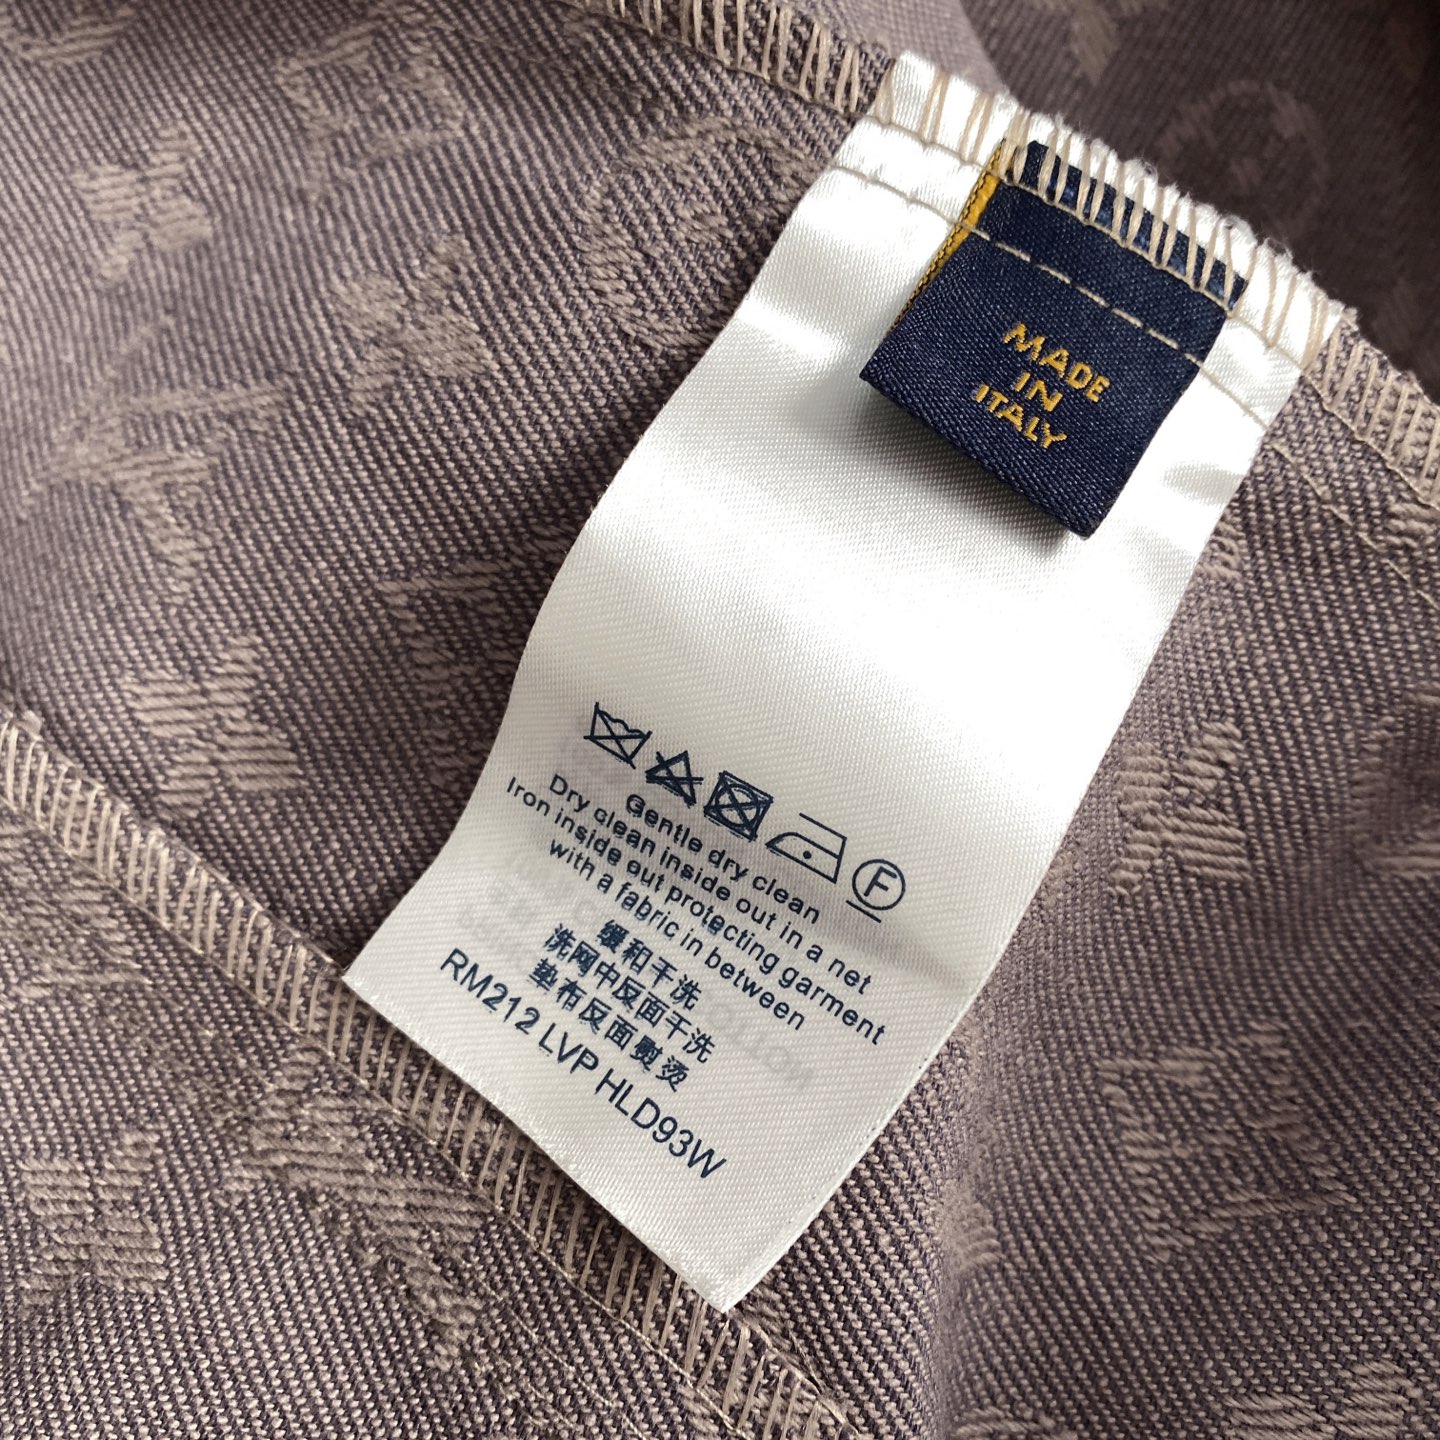 MADE
IN
ITALY
F
Gentle dry clean
Dry clean inside out in a net
Iron inside out protecting garment
with a fabric in between
缓和干洗
洗网中反面干洗
垫布反面熨烫
RM212 LVP HLD93W